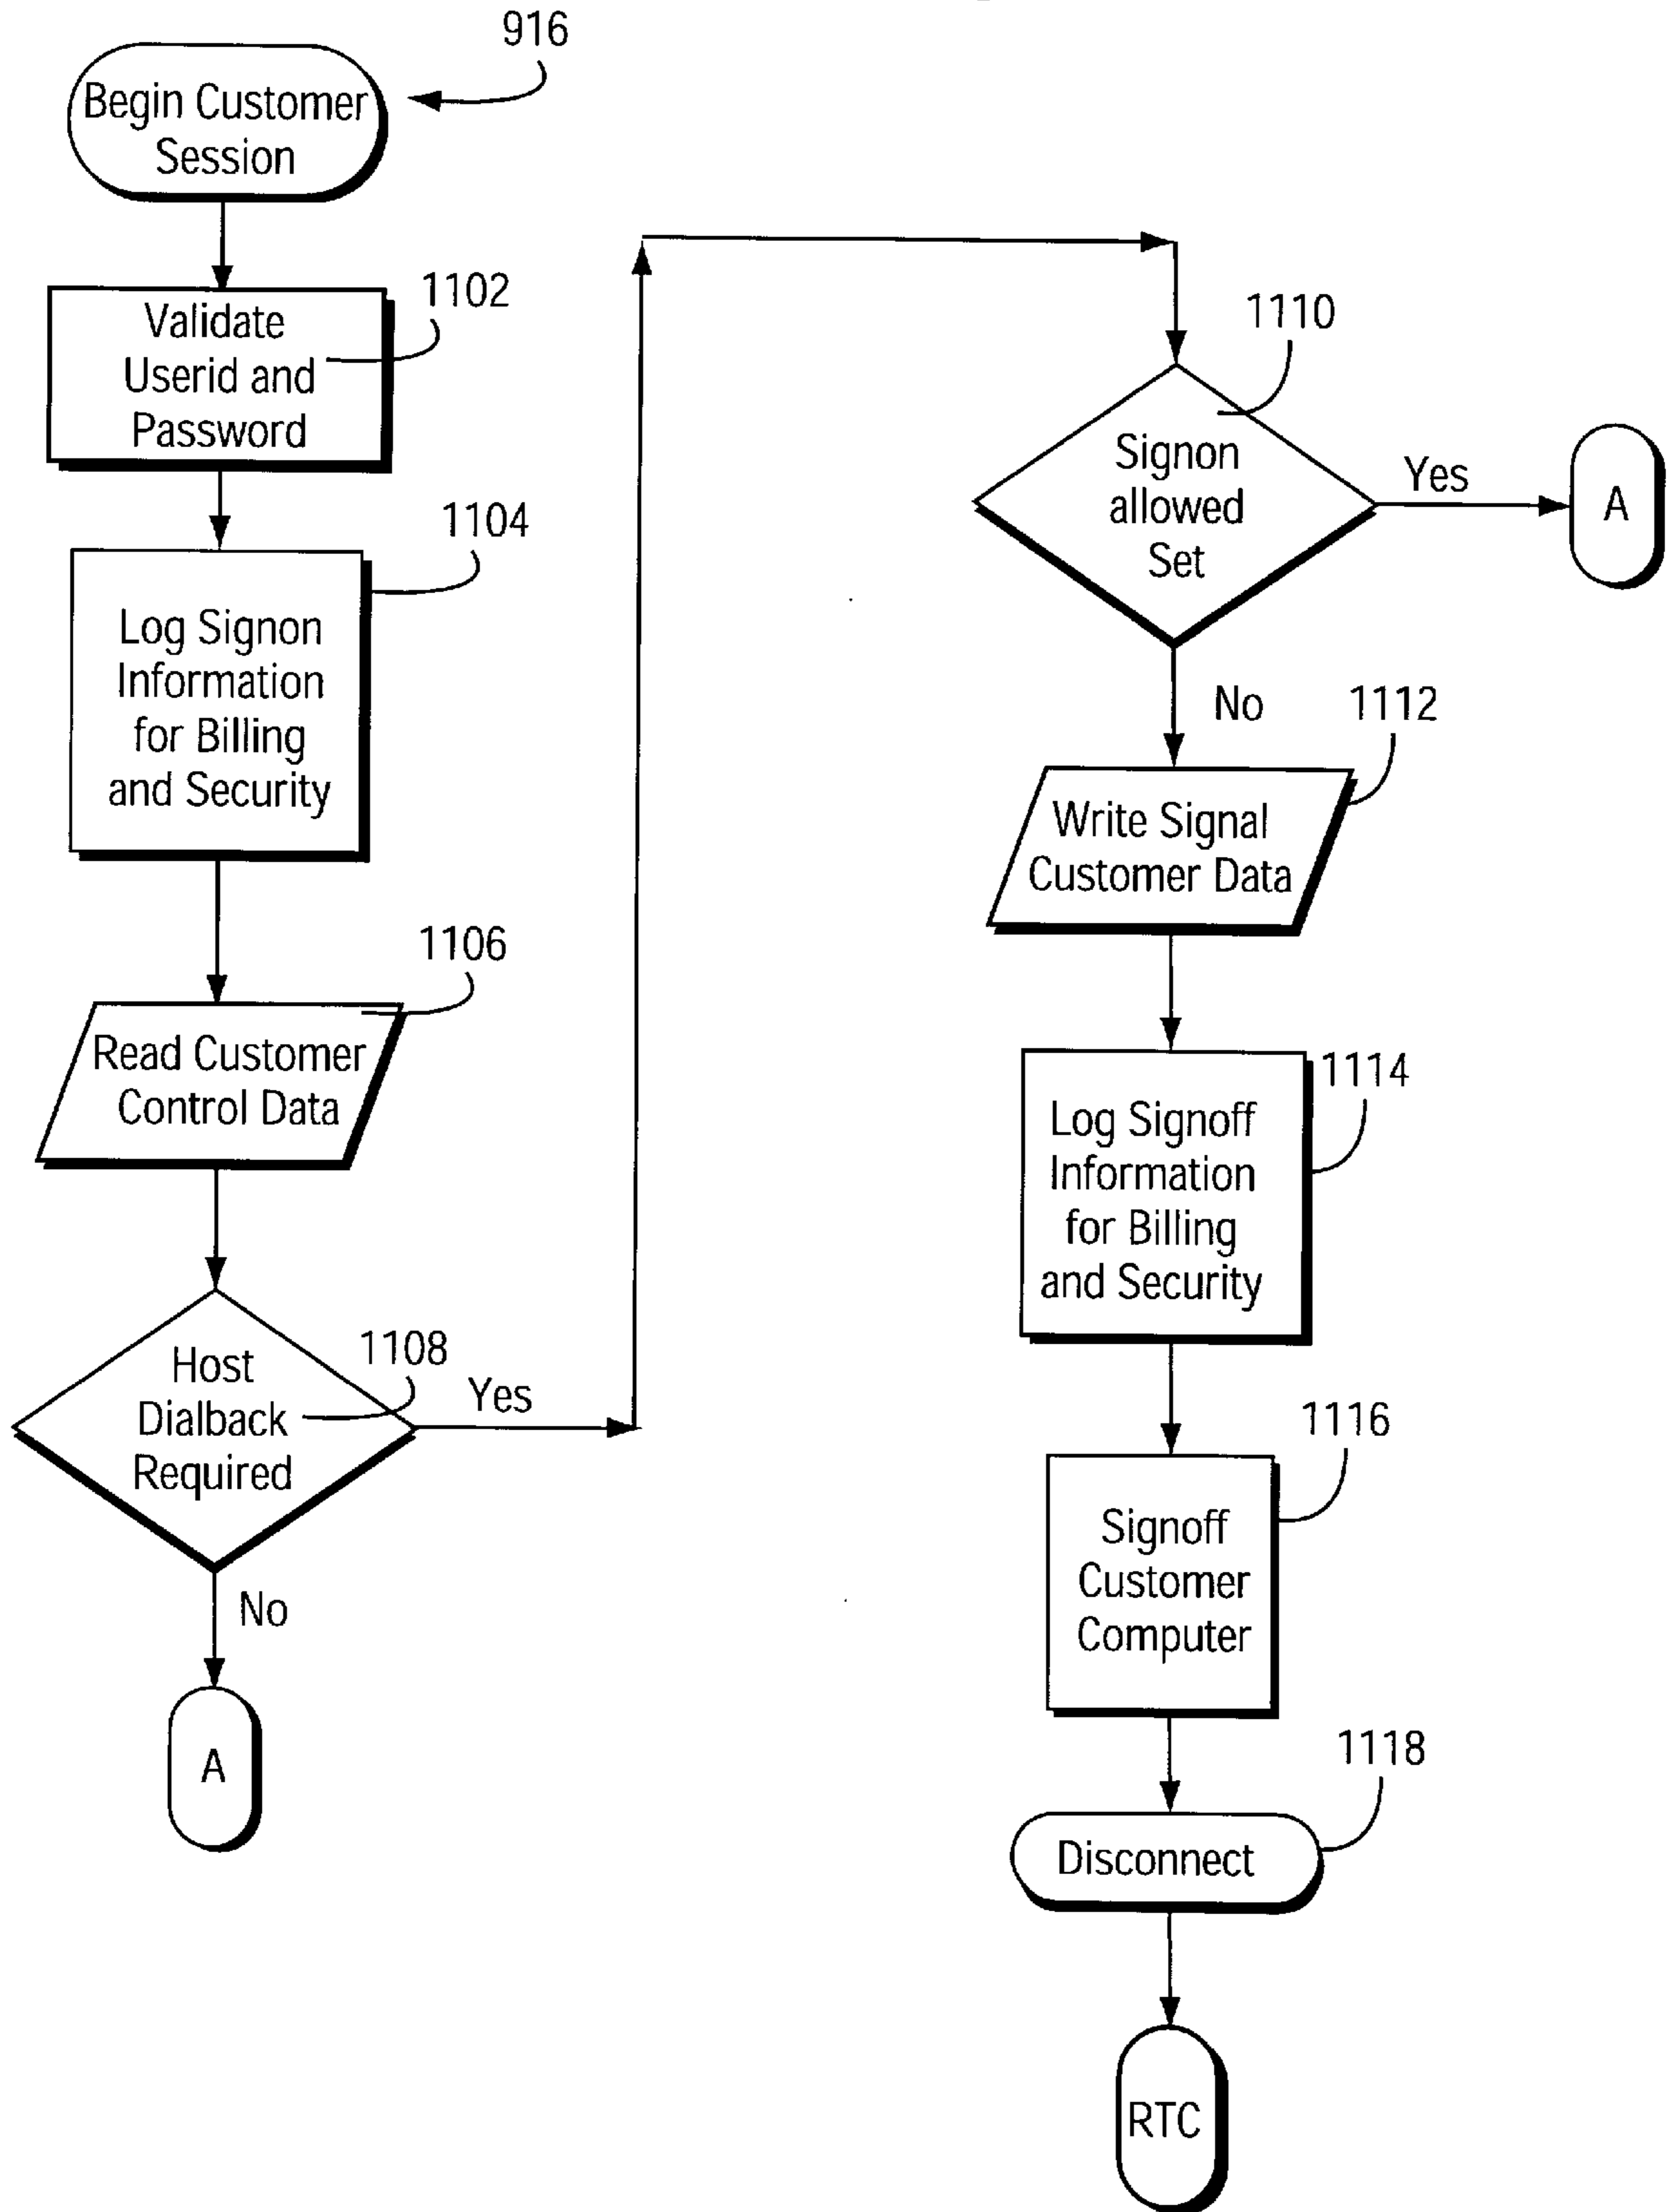 916
Begin Customer
Session
1102
Validate
Userid and
Password
1104
Log Signon
Information
for Billing
and Security
1106
Read Customer
Control Data
1108
Host
Dialback
Required
Yes
No
A
1110
Signon
allowed
Set
Yes
A
No
1112
Write Signal
Customer Data
1114
Log Signoff
Information
for Billing
and Security
1116
Signoff
Customer
Computer
1118
Disconnect
RTC